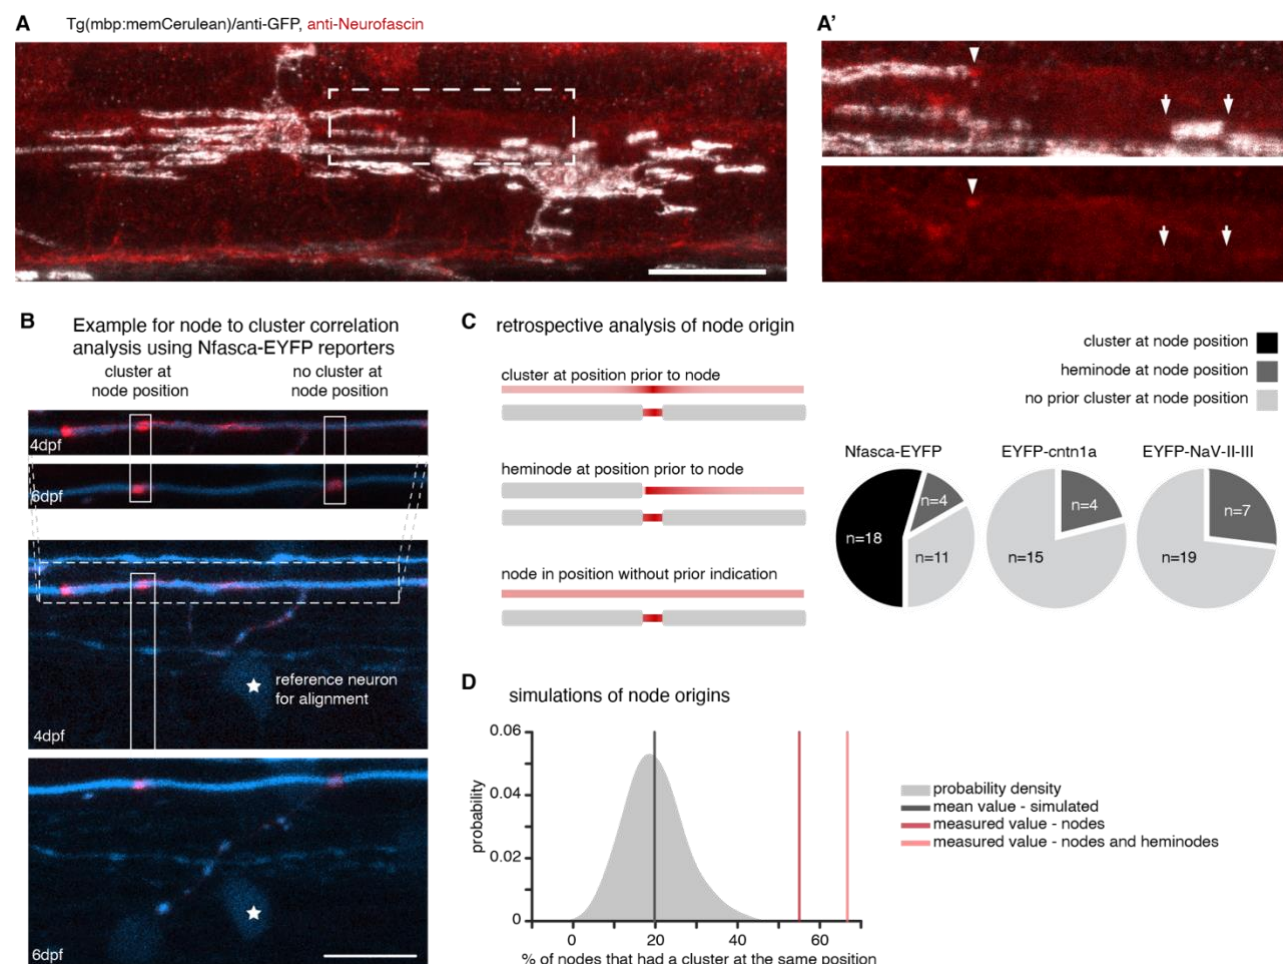 A Tg(mbp:memCerulean)/anti-GFP, anti-Neurofascin
A'
B Example for node to cluster correlation
analysis using Nfasca-EYFP reporters
cluster at
node position
no cluster at
node position
4dpf
6dpf
reference neuron
for alignment
4dpf
6dpf
C retrospective analysis of node origin
cluster at position prior to node
heminode at position prior to node
node in position without prior indication
cluster at node position
heminode at node position
no prior cluster at node position
Nfasca-EYFP EYFP-cntn1a EYFP-NaV-II-III
n=4
n=18
n=11
n=4
n=15
n=7
n=19
D simulations of node origins
probability
0.06
0.04
0.02
0
0 20 40 60
% of nodes that had a cluster at the same position
probability density
mean value - simulated
measured value - nodes
measured value - nodes and heminodes